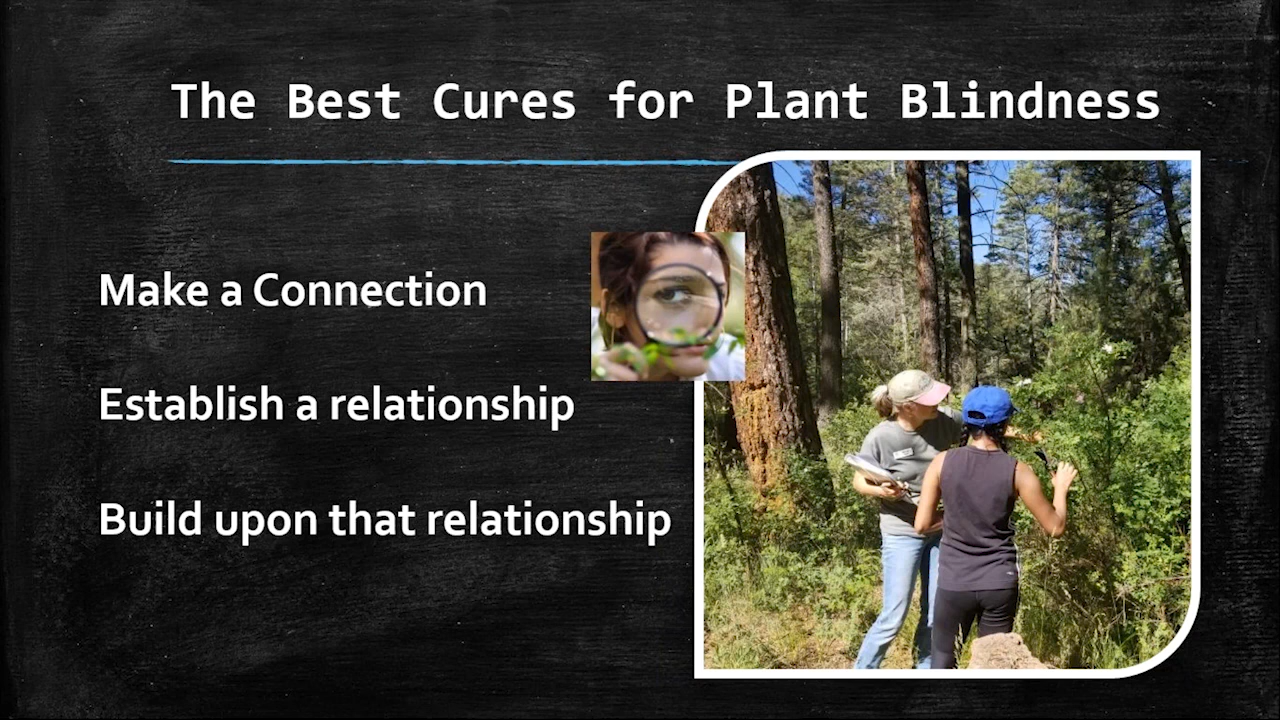 The Best Cures for Plant Blindness
Make a Connection
Establish a relationship
Build upon that relationship